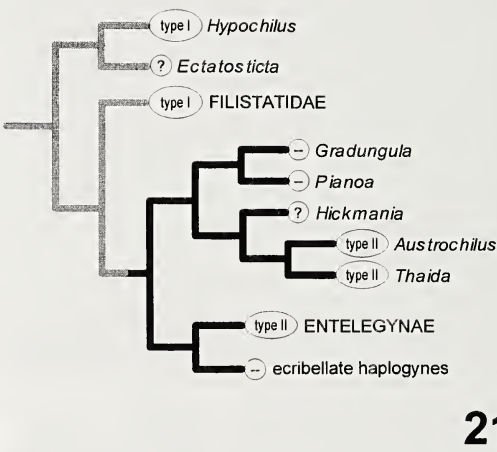 type I Hypochilus
? Ectatosticta
type I FILISTATIDAE
-- Gradungula
-- Pianoa
? Hickmania
type II Austrochilus
type II Thaida
type II ENTELEGYNAE
-- ecribellate haplogynes